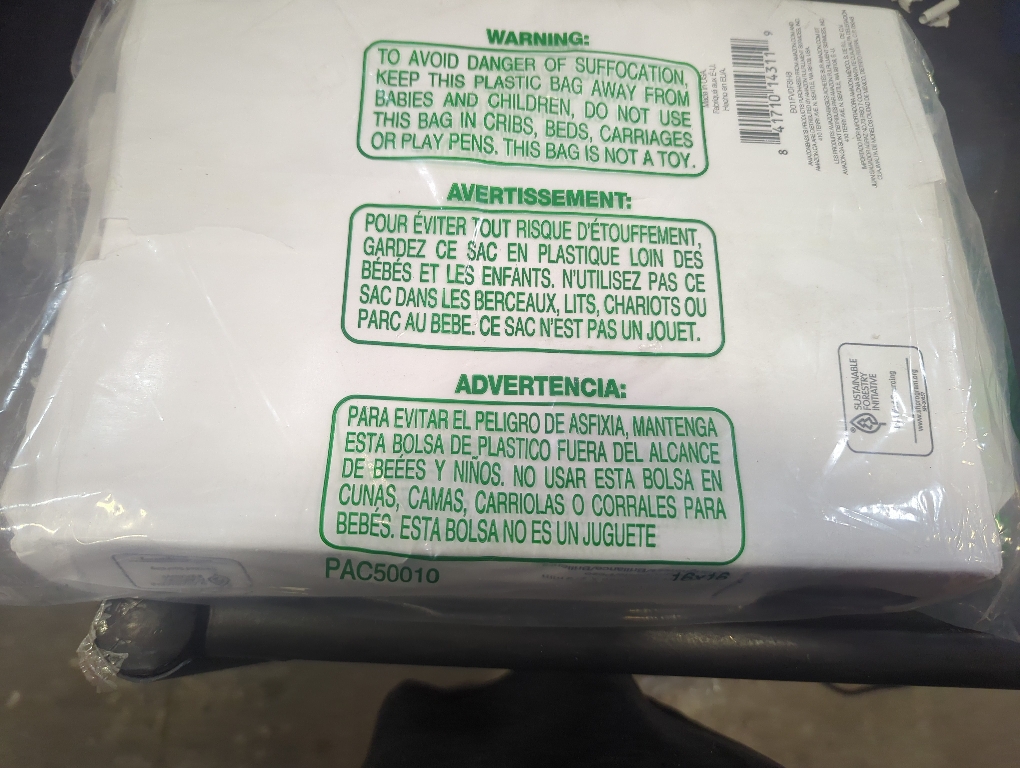 WARNING:
TO AVOID DANGER OF SUFFOCATION,
KEEP THIS PLASTIC BAG AWAY FROM
BABIES AND CHILDREN, DO NOT USE
THIS BAG IN CRIBS, BEDS, CARRIAGES
OR PLAY PENS. THIS BAG IS NOT A TOY.
AVERTISSEMENT:
POUR ÉVITER TOUT RISQUE D'ÉTOUFFEMENT,
GARDEZ CE SAC EN PLASTIQUE LOIN DES
BÉBÉS ET LES ENFANTS. N'UTILISEZ PAS CE
SAC DANS LES BERCEAUX, LITS, CHARIOTS OU
PARC AU BEBE. CE SAC N'EST PAS UN JOUET.
ADVERTENCIA:
PARA EVITAR EL PELIGRO DE ASFIXIA, MANTENGA
ESTA BOLSA DE PLASTICO FUERA DEL ALCANCE
DE BEÉES Y NIÑOS. NO USAR ESTA BOLSA EN
CUNAS, CAMAS, CARRIOLAS O CORRALES PARA
BEBÉS. ESTA BOLSA NO ES UN JUGUETE
PAC50010
16x16
Made in USA
8 41710 14311 9
SUSTAINABLE
FORESTRY
INITIATIVE